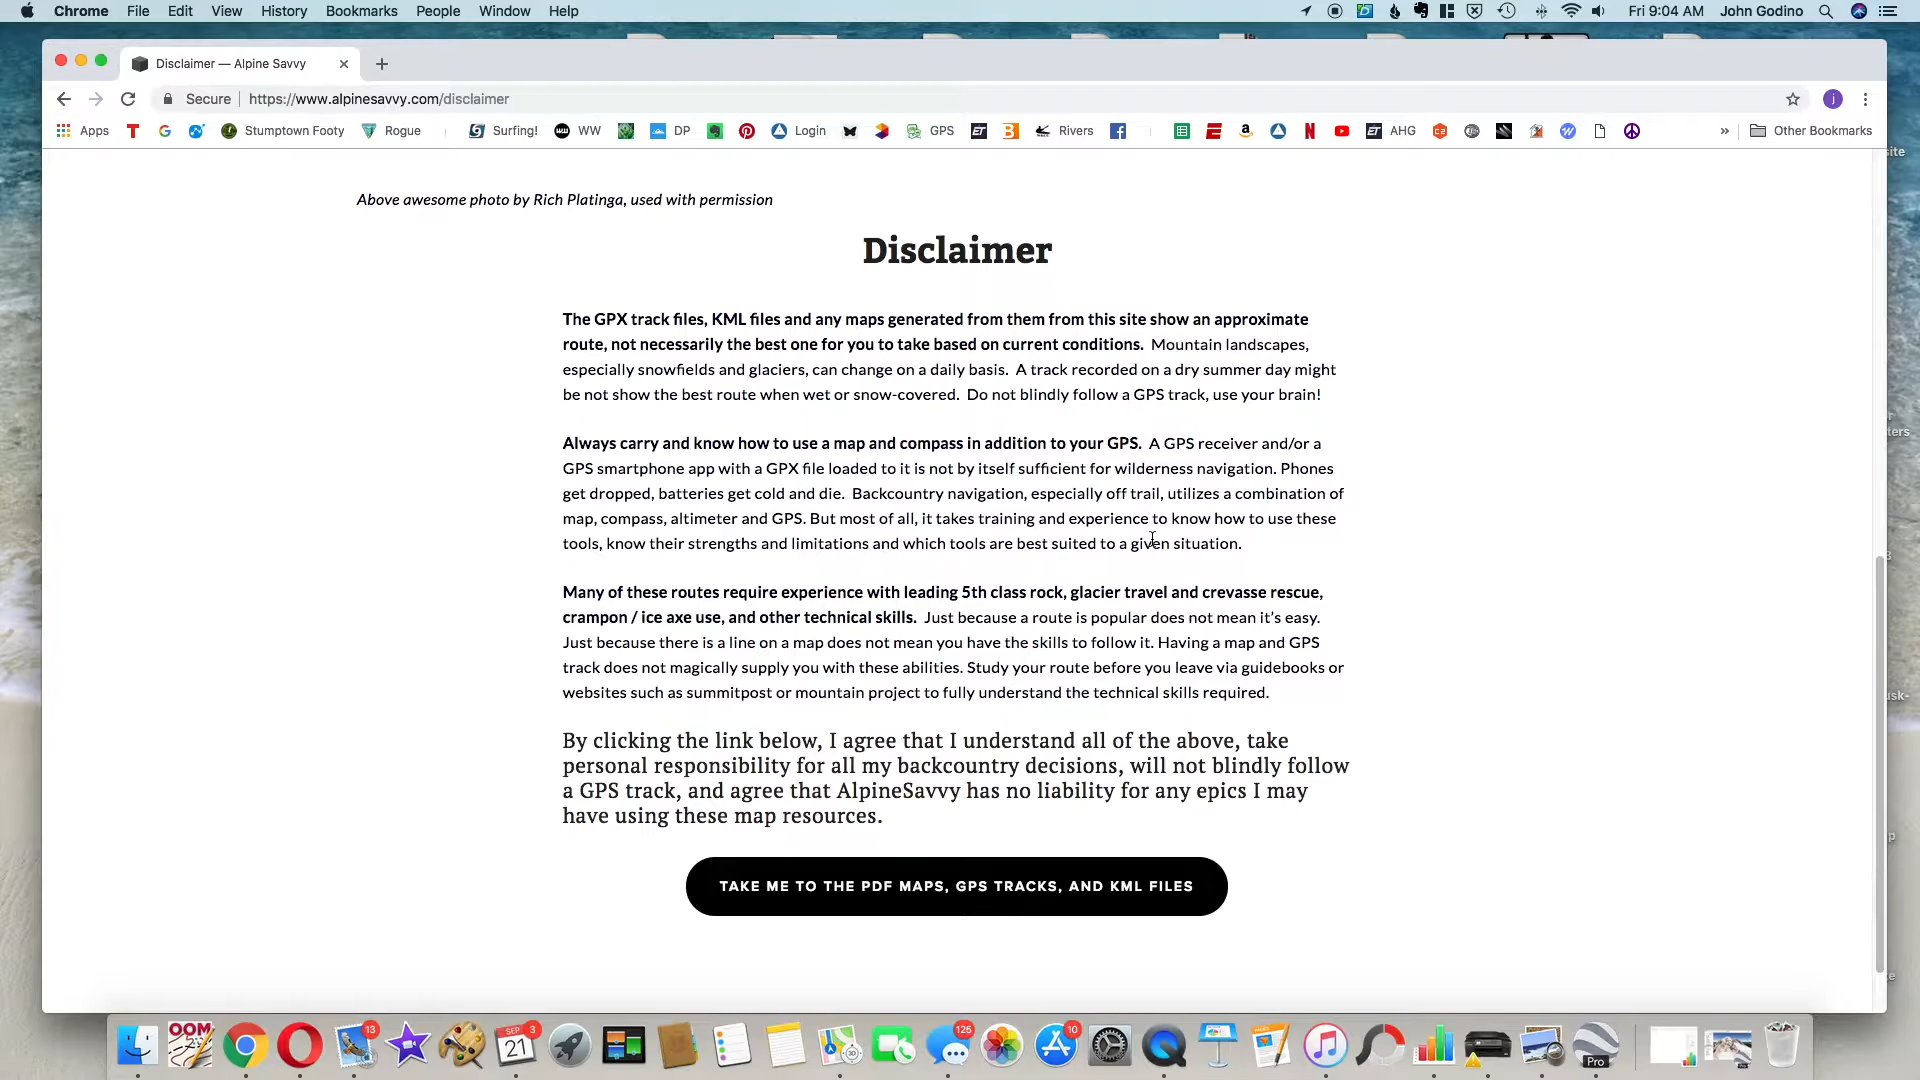 Chrome File Edit View History Bookmarks People Window Help Fri 9:04 AM John Godino
Disclaimer — Alpine Savvy
Secure https://www.alpinesavvy.com/disclaimer
Apps Stumptown Footy Rogue Surfing! WW DP Login GPS Rivers AHG Other Bookmarks
Above awesome photo by Rich Platinga, used with permission
Disclaimer
The GPX track files, KML files and any maps generated from them from this site show an approximate
route, not necessarily the best one for you to take based on current conditions. Mountain landscapes,
especially snowfields and glaciers, can change on a daily basis. A track recorded on a dry summer day might
be not show the best route when wet or snow-covered. Do not blindly follow a GPS track, use your brain!
Always carry and know how to use a map and compass in addition to your GPS. A GPS receiver and/or a
GPS smartphone app with a GPX file loaded to it is not by itself sufficient for wilderness navigation. Phones
get dropped, batteries get cold and die. Backcountry navigation, especially off trail, utilizes a combination of
map, compass, altimeter and GPS. But most of all, it takes training and experience to know how to use these
tools, know their strengths and limitations and which tools are best suited to a given situation.
Many of these routes require experience with leading 5th class rock, glacier travel and crevasse rescue,
crampon / ice axe use, and other technical skills. Just because a route is popular does not mean it's easy.
Just because there is a line on a map does not mean you have the skills to follow it. Having a map and GPS
track does not magically supply you with these abilities. Study your route before you leave via guidebooks or
websites such as summitpost or mountain project to fully understand the technical skills required.
By clicking the link below, I agree that I understand all of the above, take
personal responsibility for all my backcountry decisions, will not blindly follow
a GPS track, and agree that AlpineSavvy has no liability for any epics I may
have using these map resources.
TAKE ME TO THE PDF MAPS, GPS TRACKS, AND KML FILES
OOM 13 SEP 21 3 125 10 Pro